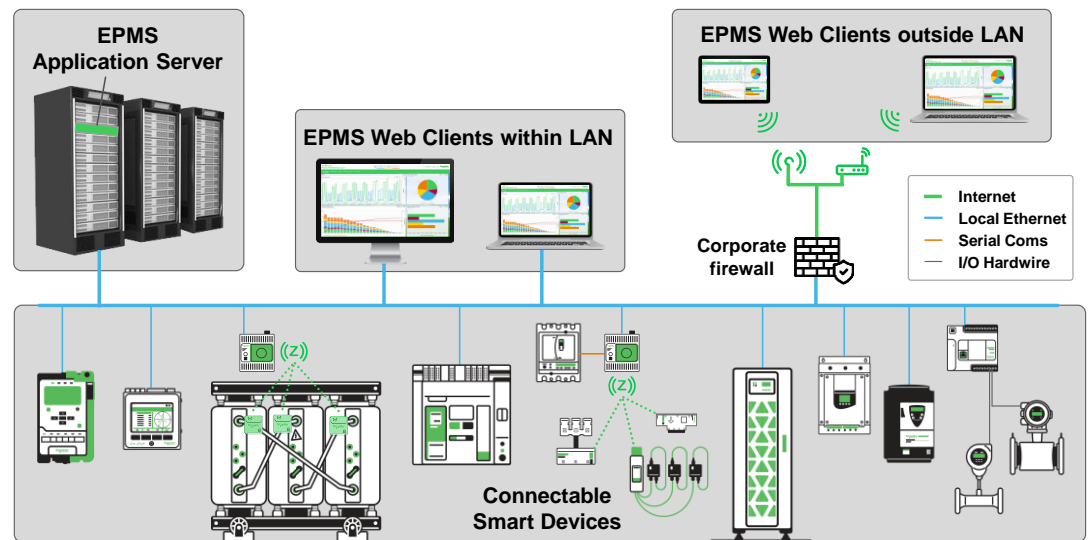 EPMS
Application Server
EPMS Web Clients within LAN
EPMS Web Clients outside LAN
Internet
Local Ethernet
Serial Coms
I/O Hardwire
Corporate
firewall
((Z))
((Z))
Connectable
Smart Devices